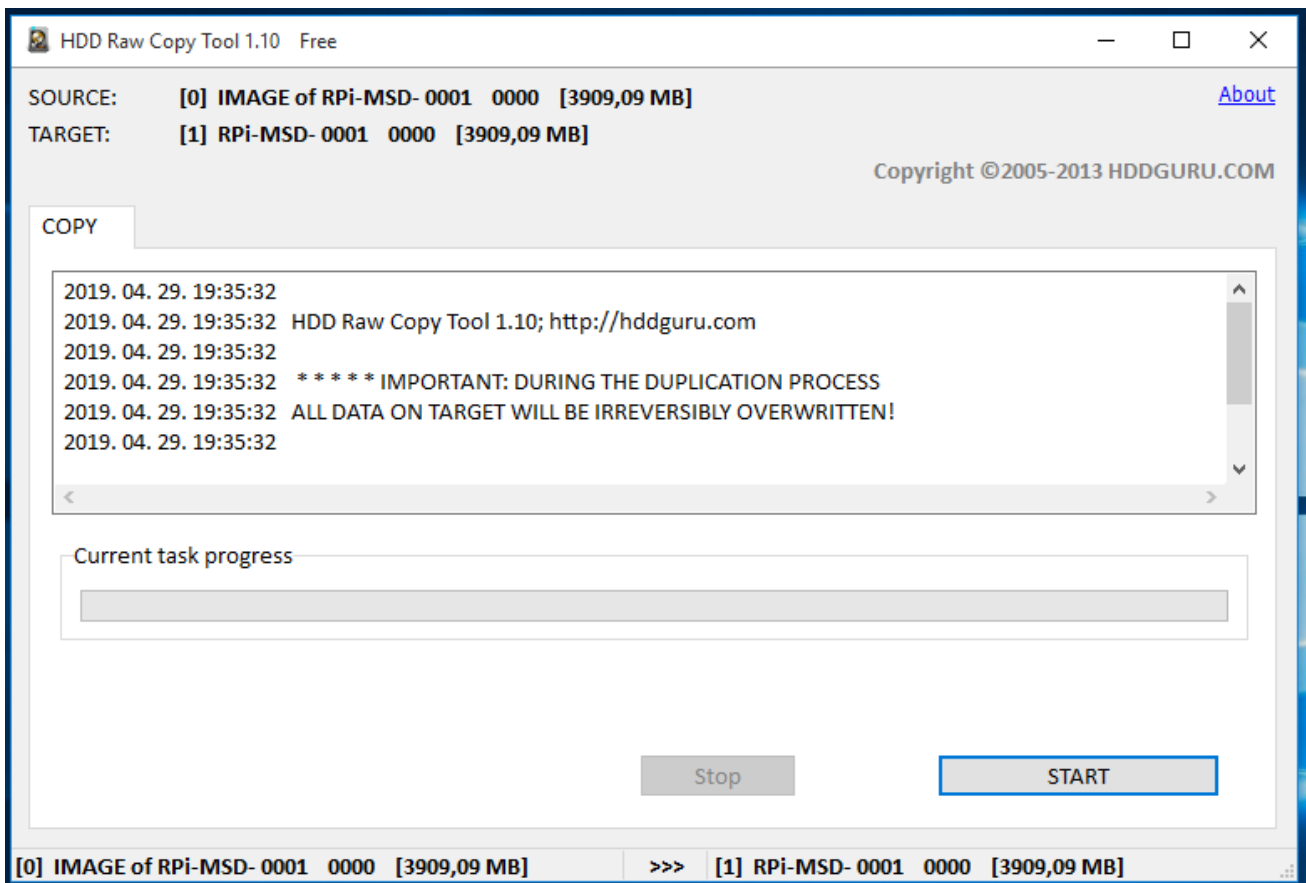 HDD Raw Copy Tool 1.10 Free
SOURCE: [0] IMAGE of RPi-MSD- 0001 0000 [3909,09 MB]
About
TARGET: [1] RPi-MSD- 0001 0000 [3909,09 MB]
Copyright ©2005-2013 HDDGURU.COM
COPY
2019. 04. 29. 19:35:32
2019. 04. 29. 19:35:32 HDD Raw Copy Tool 1.10; http://hddguru.com
2019. 04. 29. 19:35:32
2019. 04. 29. 19:35:32 * * * * * IMPORTANT: DURING THE DUPLICATION PROCESS
2019. 04. 29. 19:35:32 ALL DATA ON TARGET WILL BE IRREVERSIBLY OVERWRITTEN!
2019. 04. 29. 19:35:32
Current task progress
Stop
START
[0] IMAGE of RPi-MSD- 0001 0000 [3909,09 MB] >>> [1] RPi-MSD- 0001 0000 [3909,09 MB]